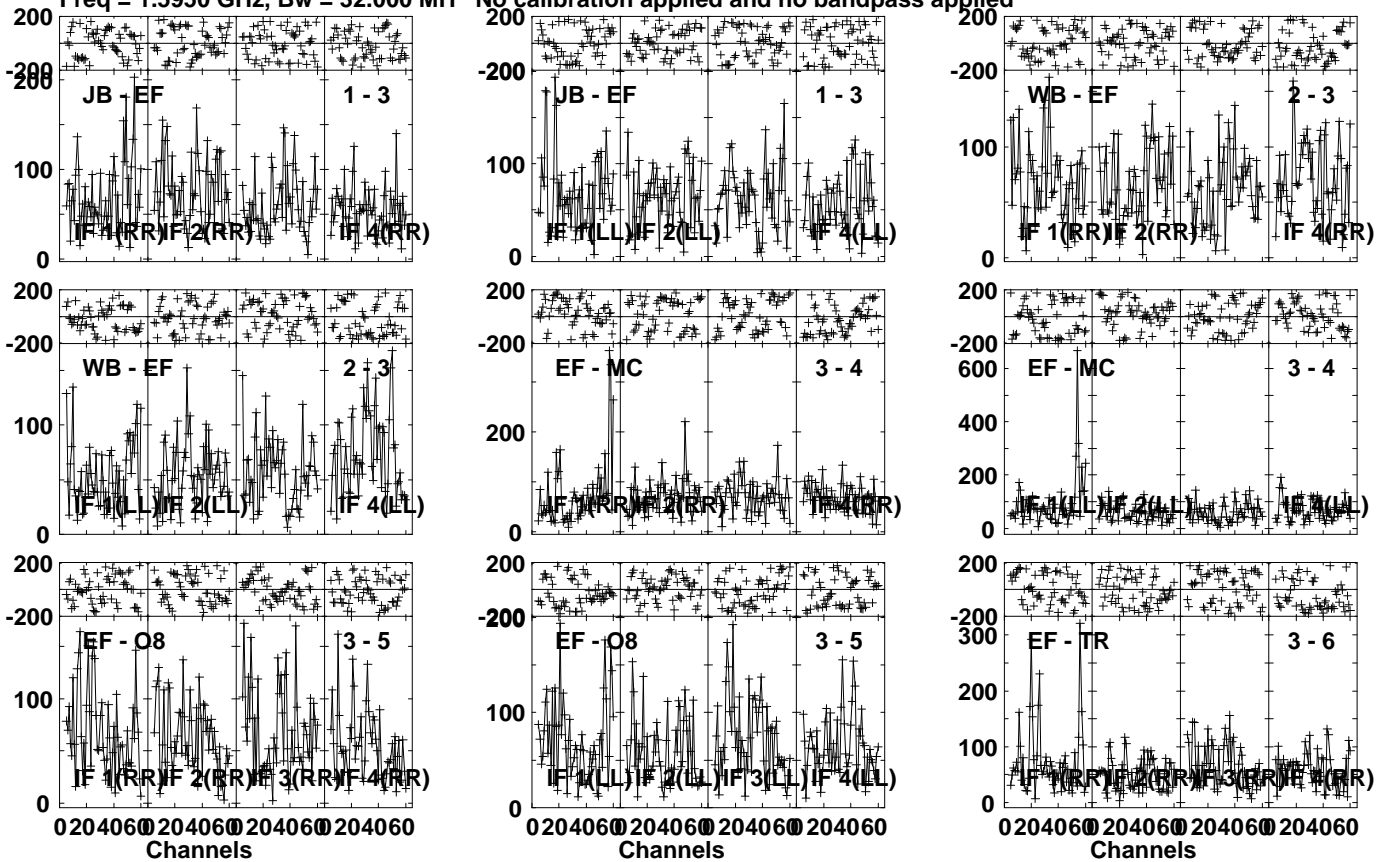 Freq = 1.5950 GHz, Bw = 32.000 MH No calibration applied and no bandpass applied
200
-200
200
100
0
JB - EF 1 - 3
IF 1(RR) IF 2(RR) IF 4(RR)
-200
200
100
0
JB - EF 1 - 3
IF 1(LL) IF 2(LL) IF 4(LL)
200
-200
100
0
WB - EF 2 - 3
IF 1(RR) IF 2(RR) IF 4(RR)
200
-200
100
0
WB - EF 2 - 3
IF 1(LL) IF 2(LL) IF 4(LL)
200
-200
200
0
EF - MC 3 - 4
IF 1(RR) IF 2(RR) IF 4(RR)
200
-200
600
400
200
0
EF - MC 3 - 4
IF 1(LL) IF 2(LL) IF 4(LL)
200
-200
100
0
EF - O8 3 - 5
IF 1(RR) IF 2(RR) IF 3(RR) IF 4(RR)
0 20 40 60 0 20 40 60 0 20 40 60 0 20 40 60
Channels
200
-200
200
100
0
EF - O8 3 - 5
IF 1(LL) IF 2(LL) IF 3(LL) IF 4(LL)
0 20 40 60 0 20 40 60 0 20 40 60 0 20 40 60
Channels
200
-200
300
200
100
0
EF - TR 3 - 6
IF 1(RR) IF 2(RR) IF 3(RR) IF 4(RR)
0 20 40 60 0 20 40 60 0 20 40 60 0 20 40 60
Channels